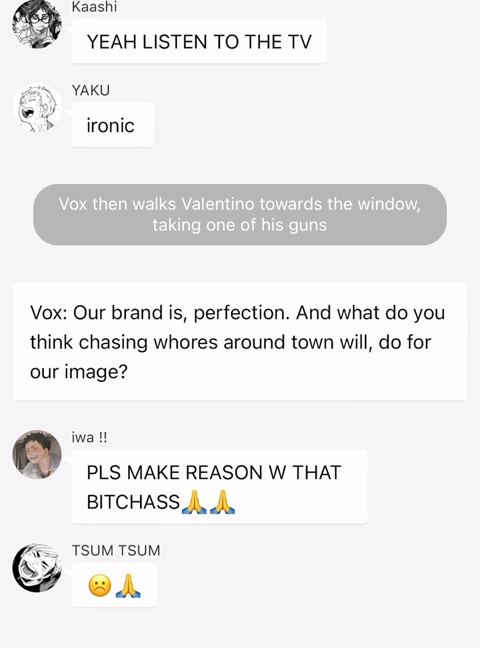 Kaashi
YEAH LISTEN TO THE TV
YAKU
ironic
Vox then walks Valentino towards the window,
taking one of his guns
Vox: Our brand is, perfection. And what do you
think chasing whores around town will, do for
our image?
iwa !!
PLS MAKE REASON W THAT
BITCHASS🙏🙏
TSUM TSUM
☹️🙏